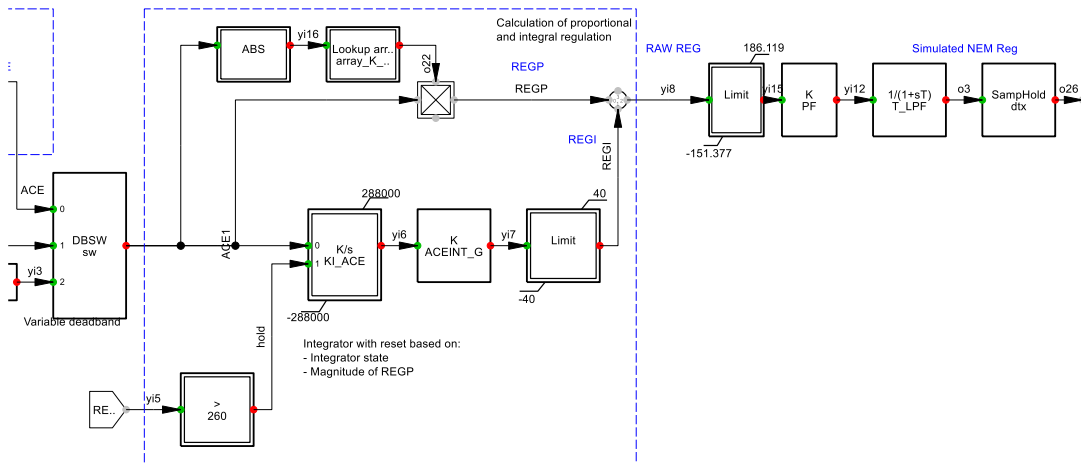 Calculation of proportional
and integral regulation
yi16
ABS
Lookup arr..
array_K_..
o22
REGP
REGP
RAW REG
186.119
Simulated NEM Reg
yi8
Limit
yi15
K
PF
yi12
1/(1+sT)
T_LPF
o3
SampHold
dtx
o26
-151.377
REGI
REGI
ACE
0
DBSW
sw
1
yi3
2
Variable deadband
ACE1
288000
0
K/s
KI_ACE
1
-288000
yi6
K
ACEINT_G
yi7
40
Limit
-40
hold
Integrator with reset based on:
- Integrator state
- Magnitude of REGP
RE..
yi5
>
260